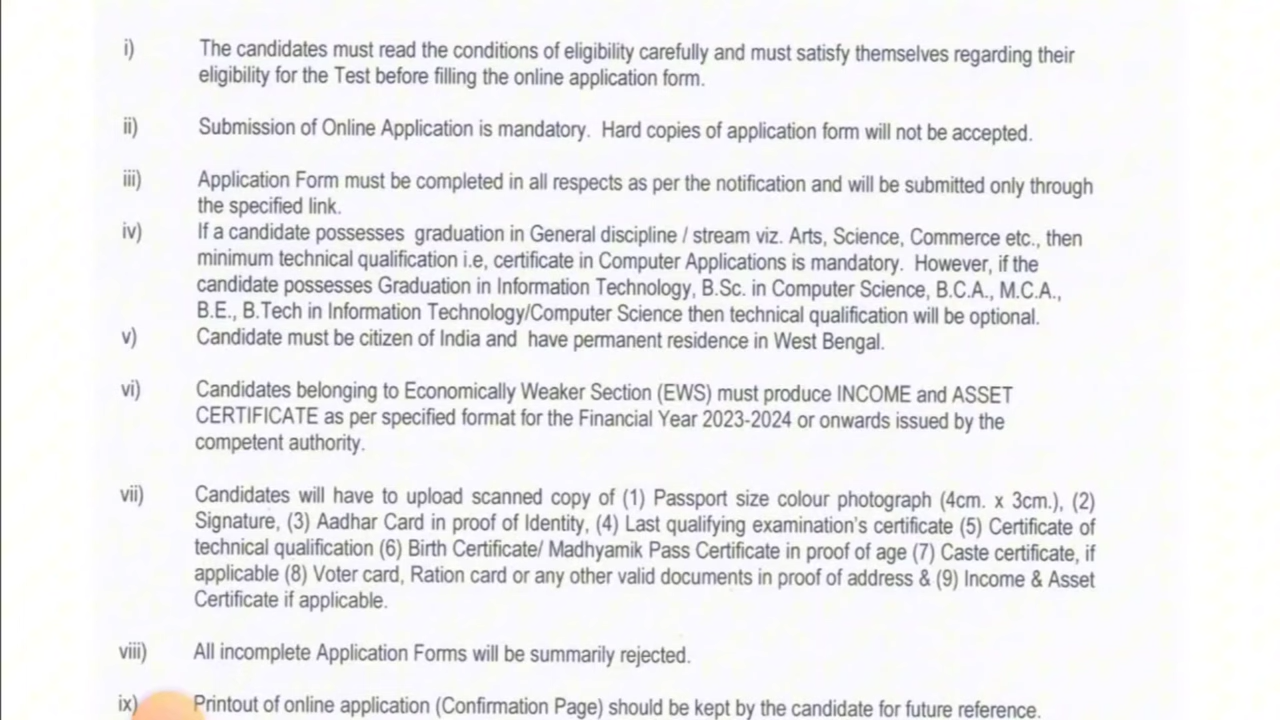 i) The candidates must read the conditions of eligibility carefully and must satisfy themselves regarding their
eligibility for the Test before filling the online application form.
ii) Submission of Online Application is mandatory. Hard copies of application form will not be accepted.
iii) Application Form must be completed in all respects as per the notification and will be submitted only through
the specified link.
iv) If a candidate possesses graduation in General discipline / stream viz. Arts, Science, Commerce etc., then
minimum technical qualification i.e, certificate in Computer Applications is mandatory. However, if the
candidate possesses Graduation in Information Technology, B.Sc. in Computer Science, B.C.A., M.C.A.,
B.E., B.Tech in Information Technology/Computer Science then technical qualification will be optional.
v) Candidate must be citizen of India and have permanent residence in West Bengal.
vi) Candidates belonging to Economically Weaker Section (EWS) must produce INCOME and ASSET
CERTIFICATE as per specified format for the Financial Year 2023-2024 or onwards issued by the
competent authority.
vii) Candidates will have to upload scanned copy of (1) Passport size colour photograph (4cm. x 3cm.), (2)
Signature, (3) Aadhar Card in proof of Identity, (4) Last qualifying examination's certificate (5) Certificate of
technical qualification (6) Birth Certificate/ Madhyamik Pass Certificate in proof of age (7) Caste certificate, if
applicable (8) Voter card, Ration card or any other valid documents in proof of address & (9) Income & Asset
Certificate if applicable.
viii) All incomplete Application Forms will be summarily rejected.
ix) Printout of online application (Confirmation Page) should be kept by the candidate for future reference.